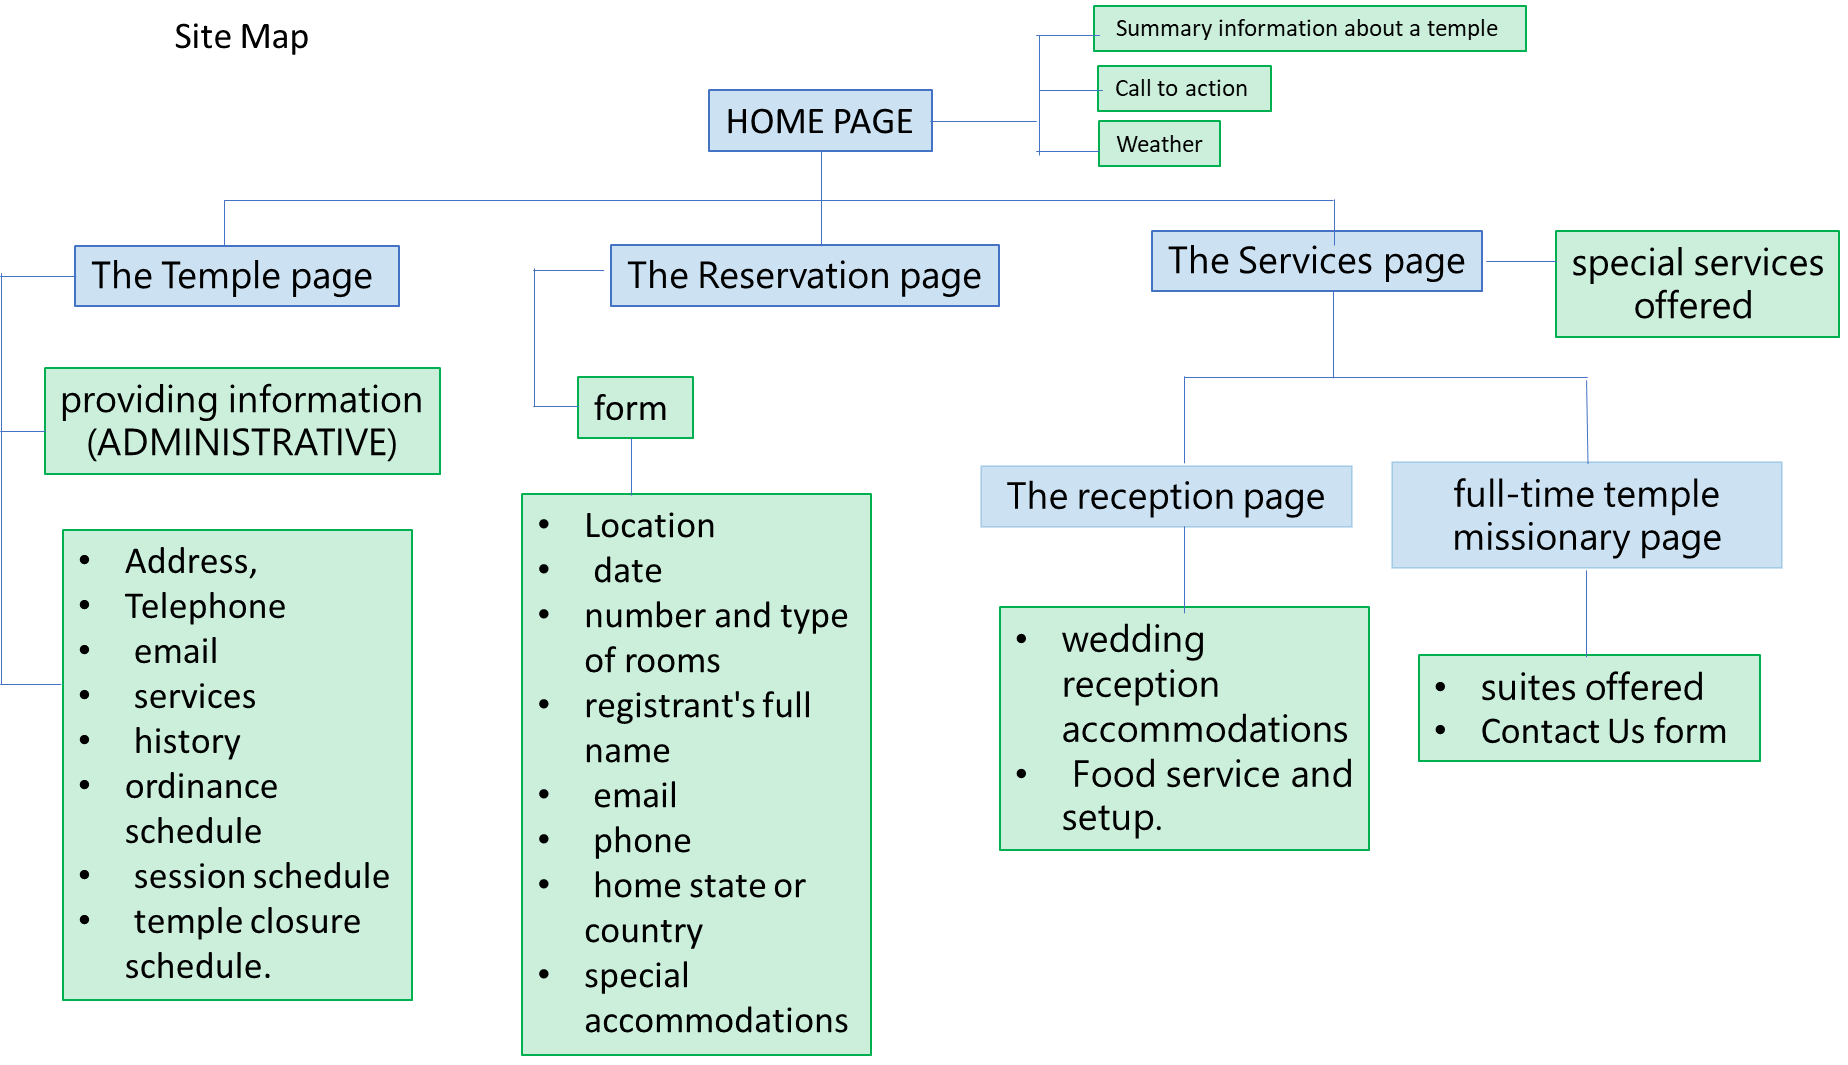 Site Map
Summary information about a temple
Call to action
HOME PAGE
Weather
The Temple page
The Reservation page
The Services page
special services
offered
providing information
(ADMINISTRATIVE)
form
The reception page
full-time temple
missionary page
• Address,
• Telephone
• email
• services
• history
• ordinance
schedule
• session schedule
• temple closure
schedule.
• Location
• date
• number and type
of rooms
• registrant's full
name
• email
• phone
• home state or
country
• special
accommodations
• wedding
reception
accommodations
• Food service and
setup.
• suites offered
• Contact Us form